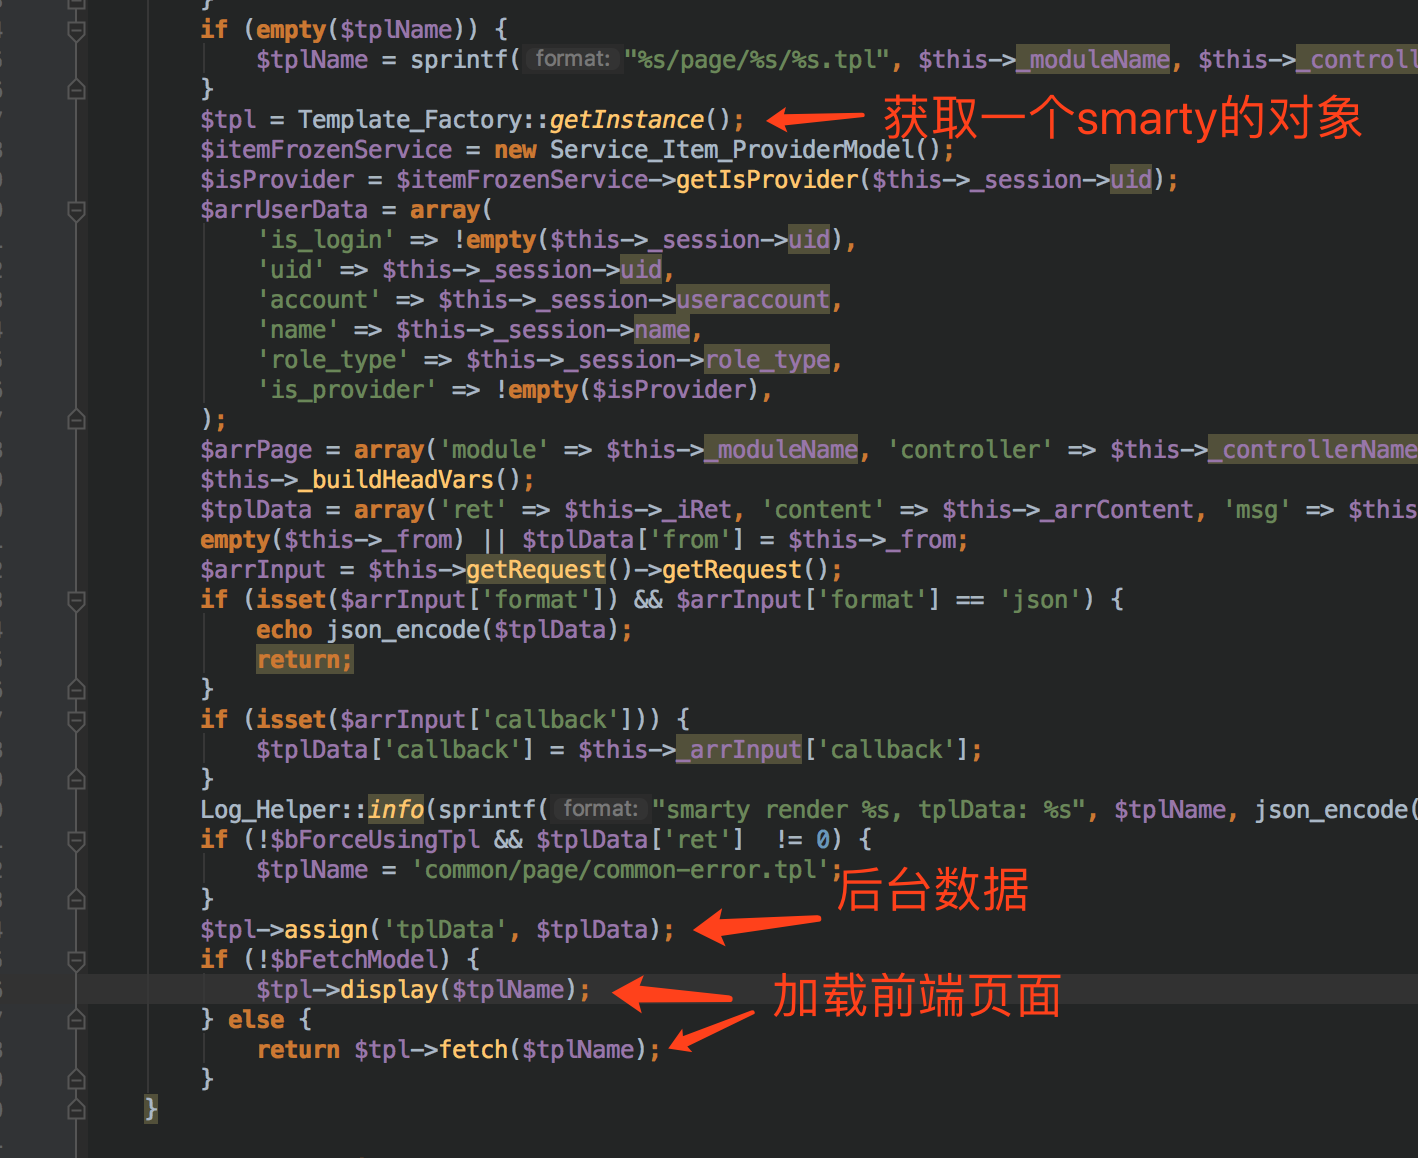 }
if (empty($tplName)) {
$tplName = sprintf( format: "%s/page/%s/%s.tpl", $this->_moduleName, $this->_controll
}
$tpl = Template_Factory::getInstance(); 获取一个smarty的对象
$itemFrozenService = new Service_Item_ProviderModel();
$isProvider = $itemFrozenService->getIsProvider($this->_session->uid);
$arrUserData = array(
'is_login' => !empty($this->_session->uid),
'uid' => $this->_session->uid,
'account' => $this->_session->useraccount,
'name' => $this->_session->name,
'role_type' => $this->_session->role_type,
'is_provider' => !empty($isProvider),
);
$arrPage = array('module' => $this->_moduleName, 'controller' => $this->_controllerName
$this->_buildHeadVars();
$tplData = array('ret' => $this->_iRet, 'content' => $this->_arrContent, 'msg' => $this
empty($this->_from) || $tplData['from'] = $this->_from;
$arrInput = $this->getRequest()->getRequest();
if (isset($arrInput['format']) && $arrInput['format'] == 'json') {
echo json_encode($tplData);
return;
}
if (isset($arrInput['callback'])) {
$tplData['callback'] = $this->_arrInput['callback'];
}
Log_Helper::info(sprintf( format: "smarty render %s, tplData: %s", $tplName, json_encode(
if (!$bForceUsingTpl && $tplData['ret'] != 0) {
$tplName = 'common/page/common-error.tpl';
后台数据
}
$tpl->assign('tplData', $tplData);
if (!$bFetchModel) {
$tpl->display($tplName); 加载前端页面
} else {
return $tpl->fetch($tplName);
}
}